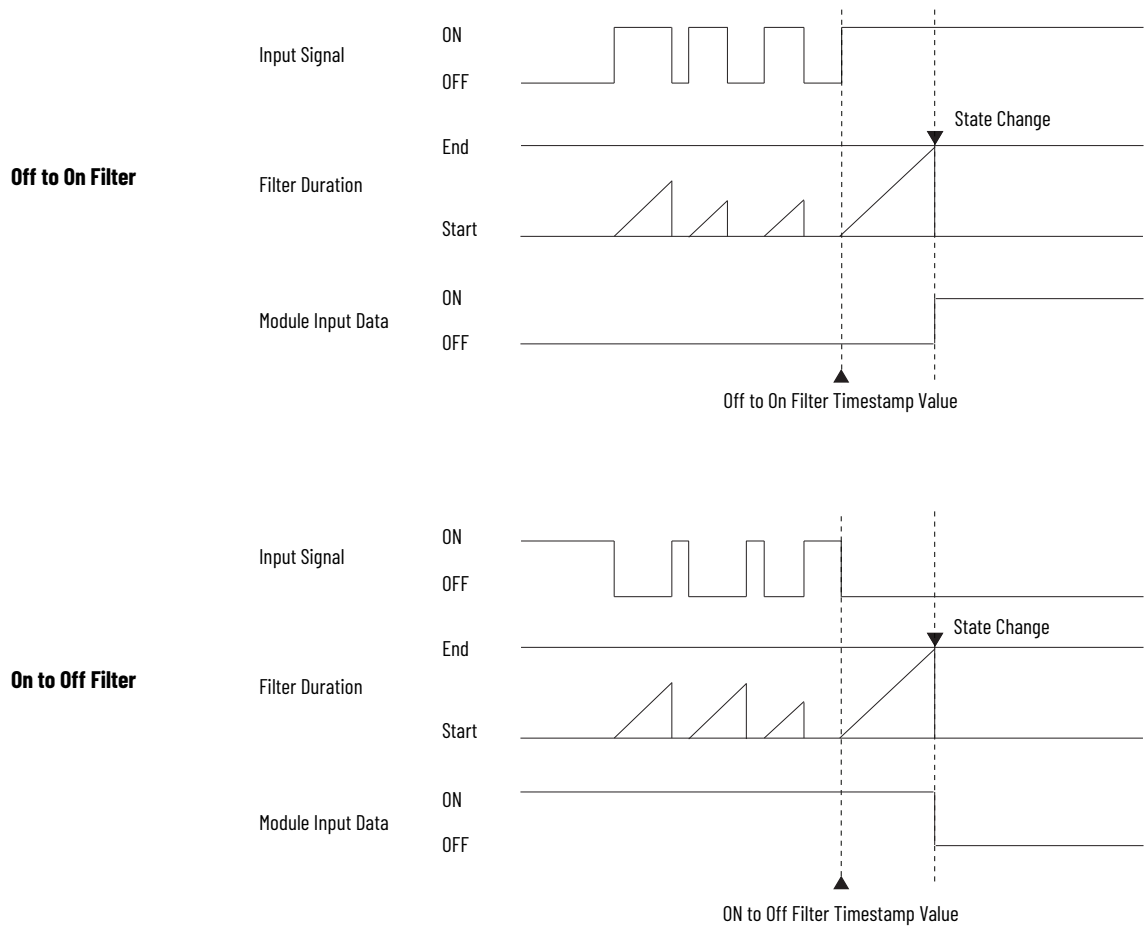 ON
Input Signal
OFF
State Change
End
Off to On Filter
Filter Duration
Start
ON
Module Input Data
OFF
Off to On Filter Timestamp Value
ON
Input Signal
OFF
State Change
End
On to Off Filter
Filter Duration
Start
ON
Module Input Data
OFF
ON to Off Filter Timestamp Value